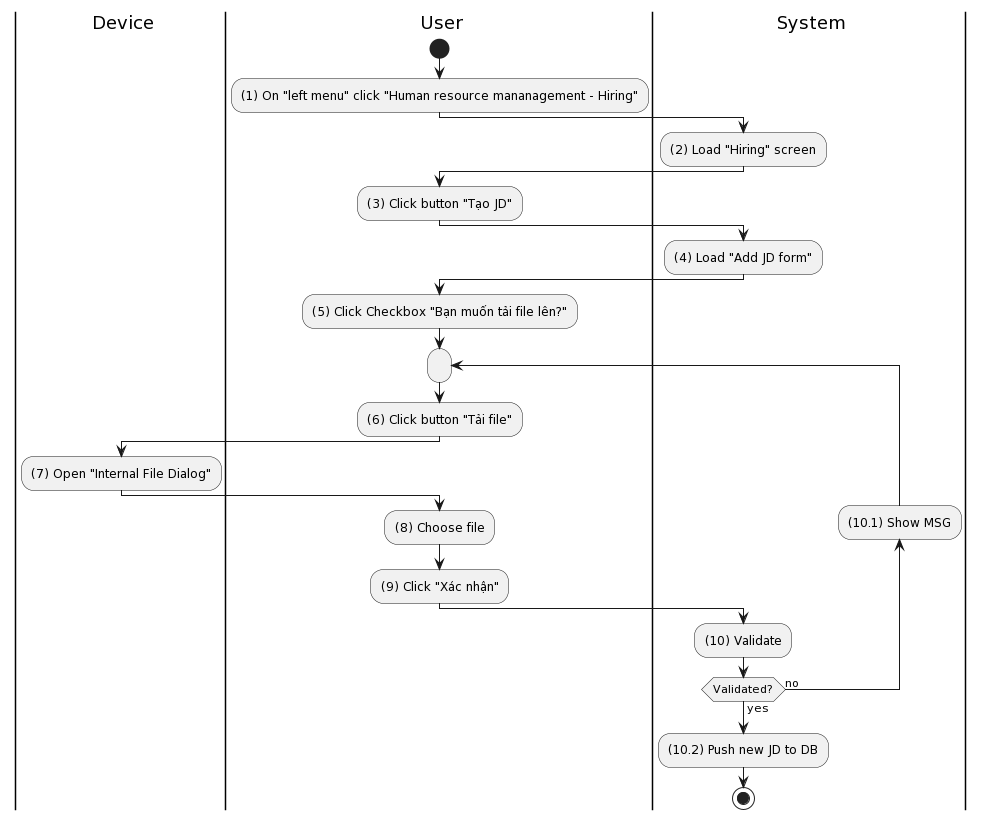 Device
User
System
(1) On "left menu" click "Human resource mananagement - Hiring"
(2) Load "Hiring" screen
(3) Click button "Tạo JD"
(4) Load "Add JD form"
(5) Click Checkbox "Bạn muốn tải file lên?"
(6) Click button "Tải file"
(7) Open "Internal File Dialog"
(8) Choose file
(10.1) Show MSG
(9) Click "Xác nhận"
(10) Validate
Validated?
no
yes
(10.2) Push new JD to DB